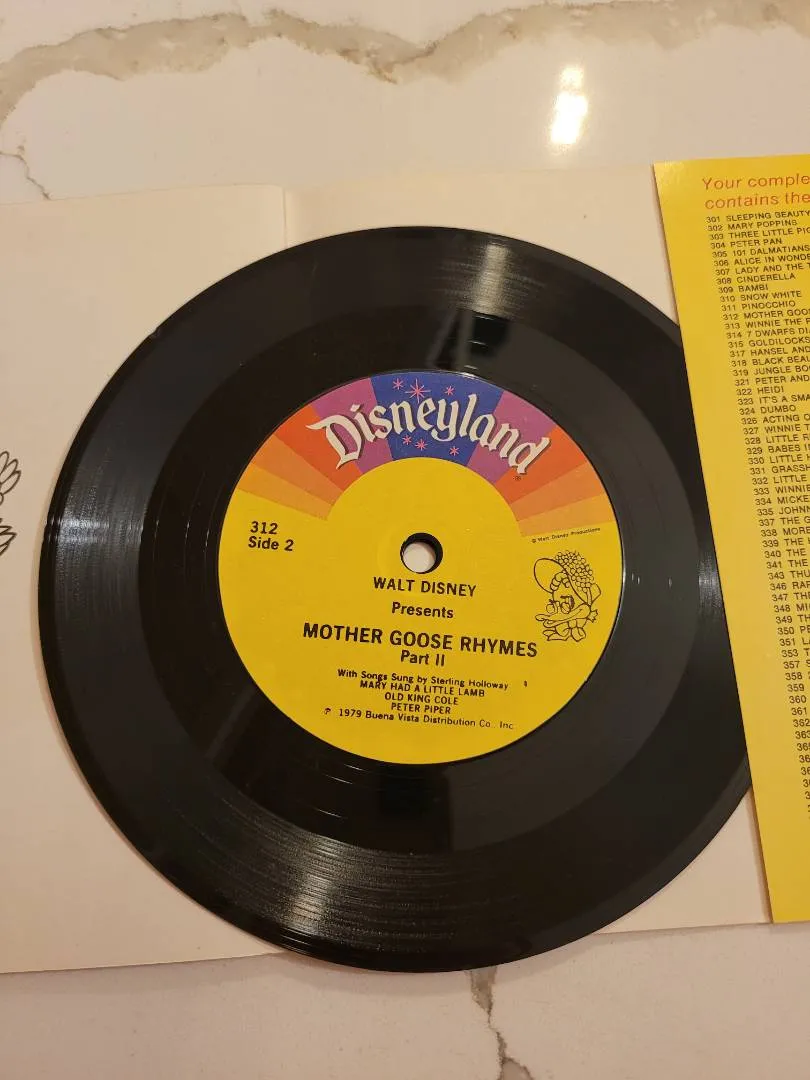 Disneyland
®
312
Side 2
© Walt Disney Productions
WALT DISNEY
Presents
MOTHER GOOSE RHYMES
Part II
With Songs Sung by Sterling Holloway
MARY HAD A LITTLE LAMB
OLD KING COLE
PETER PIPER
℗ 1979 Buena Vista Distribution Co., Inc.
Your comple
contains the
301 SLEEPING BEAUTY
302 MARY POPPINS
303 THREE LITTLE PIG
304 PETER PAN
305 101 DALMATIANS
306 ALICE IN WONDE
307 LADY AND THE T
308 CINDERELLA
309 BAMBI
310 SNOW WHITE
311 PINOCCHIO
312 MOTHER GOOS
313 WINNIE THE P
314 7 DWARFS DI
315 GOLDILOCKS
317 HANSEL AND
318 BLACK BEAU
319 JUNGLE BO
321 PETER AND
322 HEIDI
323 IT'S A SMA
324 DUMBO
326 ACTING O
327 WINNIE T
328 LITTLE
329 BABES I
330 LITTLE H
331 GRASSH
332 LITTLE
333 WINNIE
334 MICKE
335 JOHNN
337 THE G
338 MORE
339 THE
340 THE
341 THE
343 THU
346 RAP
347 THE
348 MI
349 TH
350 PE
351 LA
353 T
357 S
358
359
360
361
362
363